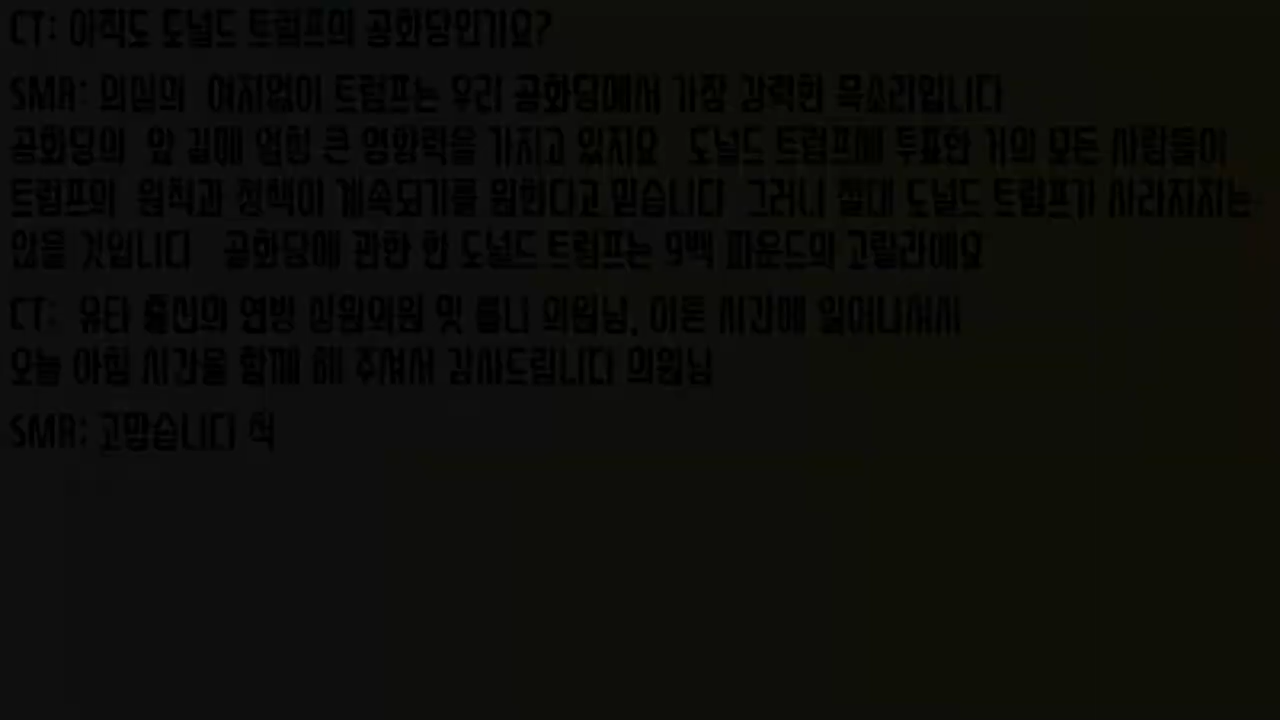 CT: 아직도 도널드 트럼프의 공화당인가요?
SMR: 의심의 여지없이 트럼프는 우리 공화당에서 가장 강력한 목소리입니다
공화당의 앞 길에 엄청 큰 영향력을 가지고 있지요 도널드 트럼프에 투표한 거의 모든 사람들이
트럼프의 원칙과 정책이 계속되기를 원한다고 믿습니다 그러니 절대 도널드 트럼프가 사라지지는
않을 것입니다 공화당에 관한 한 도널드 트럼프는 9백 파운드의 고릴라예요
CT: 유타 출신의 연방 상원의원 밋 롬니 의원님, 이른 시간에 일어나셔서
오늘 아침 시간을 함께 해 주셔서 감사드립니다 의원님
SMR: 고맙습니다 척